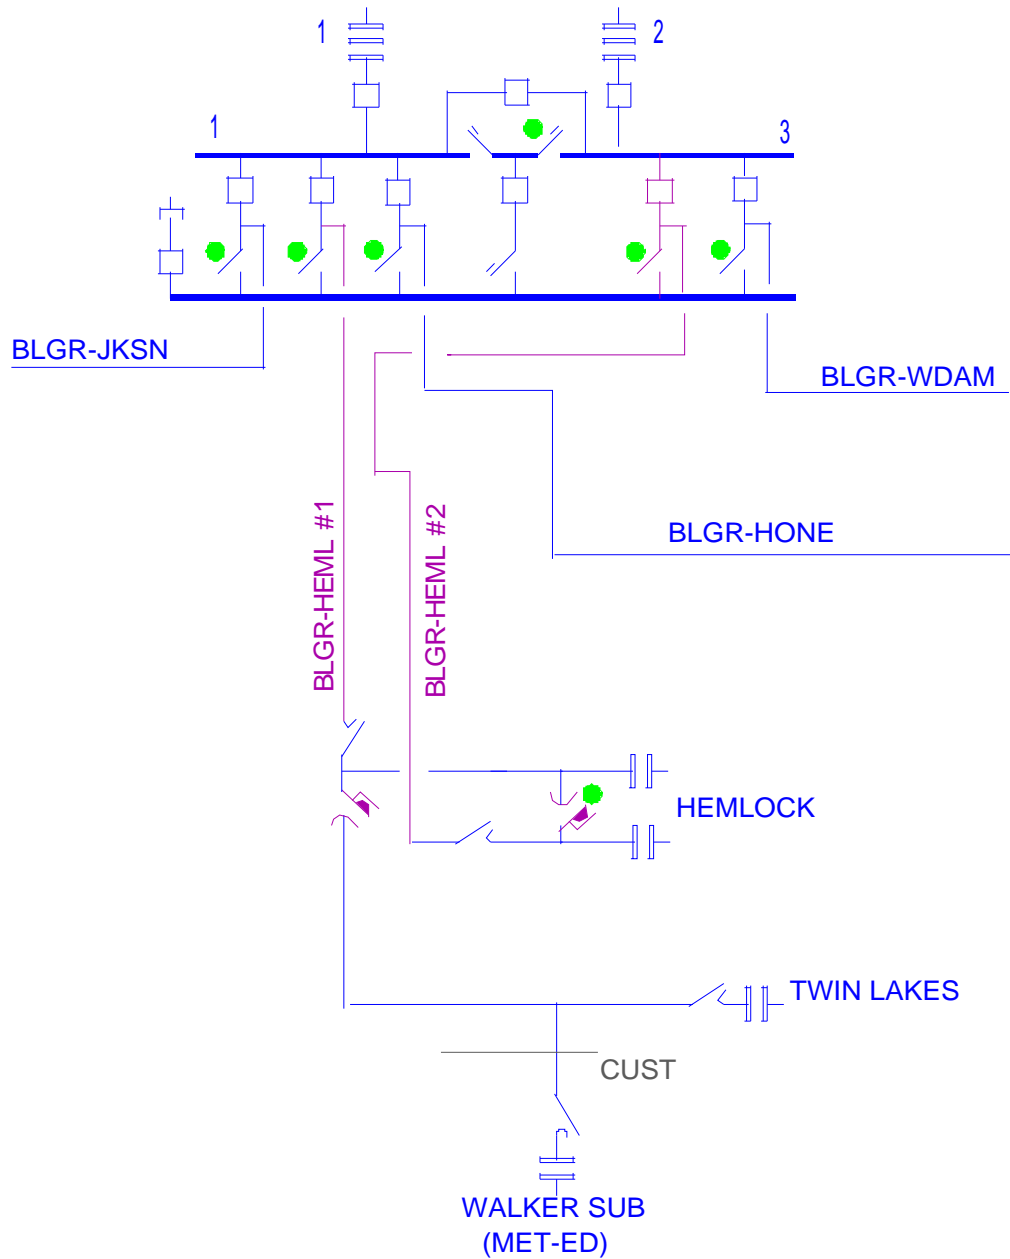 1
2
1
3
BLGR-JKSN
BLGR-WDAM
BLGR-HEML #1
BLGR-HEML #2
BLGR-HONE
HEMLOCK
TWIN LAKES
CUST
WALKER SUB
(MET-ED)